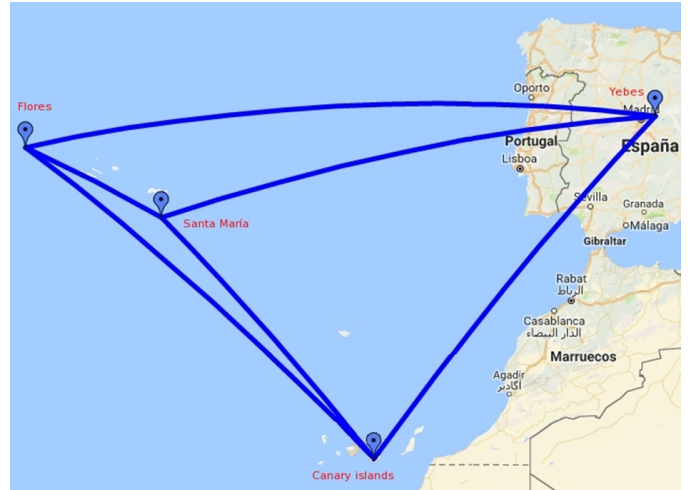 Flores
Oporto
Yebes
Madrid
Portugal
España
Lisboa
Santa María
Sevilla
Granada
Málaga
Gibraltar
Rabat
الرباط
Casablanca
الدار البيضاء
Marruecos
Agadir
أكادير
Canary islands